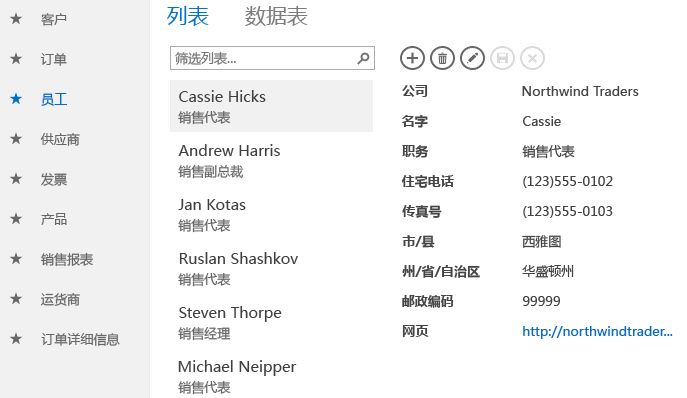 客户
订单
员工
供应商
发票
产品
销售报表
运货商
订单详细信息
列表 数据表
筛选列表...
Cassie Hicks
销售代表
Andrew Harris
销售副总裁
Jan Kotas
销售代表
Ruslan Shashkov
销售代表
Steven Thorpe
销售经理
Michael Neipper
销售代表
公司 Northwind Traders
名字 Cassie
职务 销售代表
住宅电话 (123)555-0102
传真号 (123)555-0103
市/县 西雅图
州/省/自治区 华盛顿州
邮政编码 99999
网页 http://northwindtrader...